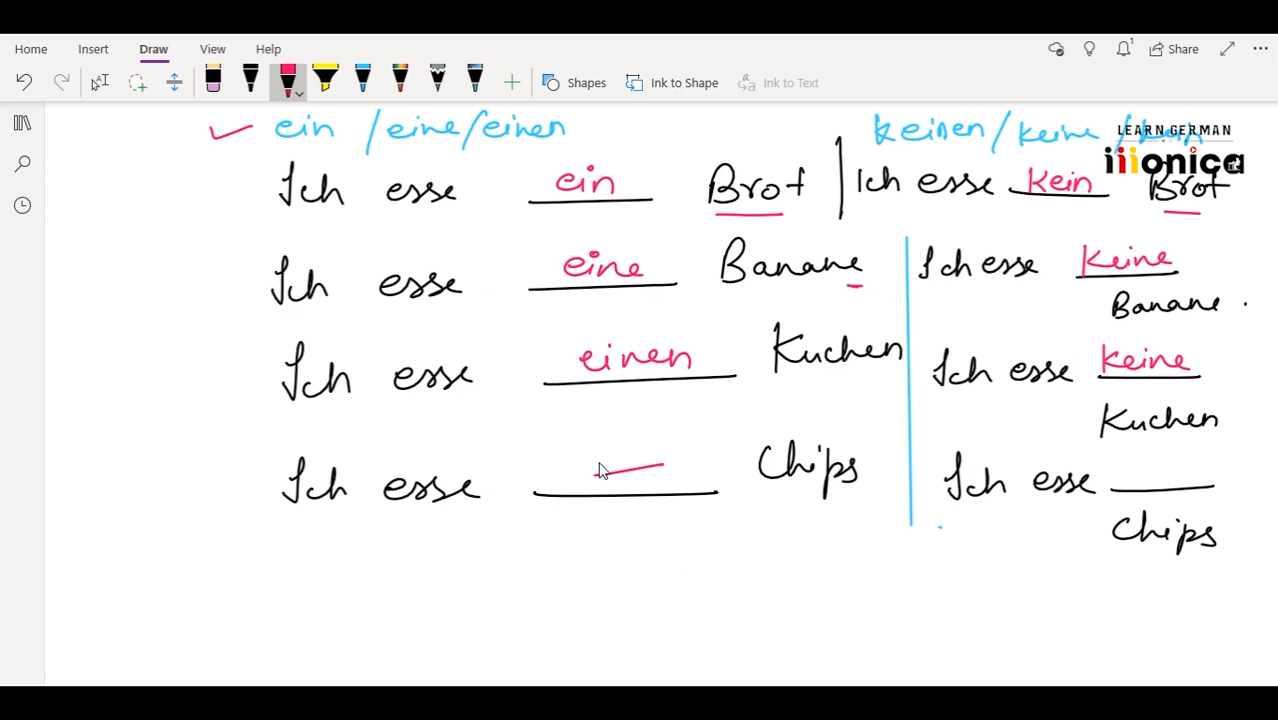 Home Insert Draw View Help Share
Shapes Ink to Shape Ink to Text
ein / eine / einen keinen / keine / kein
LEARN GERMAN
monica
Ich esse ein Brot Ich esse kein Brot
Ich esse eine Banane Ich esse keine
Banane .
Ich esse einen Kuchen Ich esse keine
Kuchen
Ich esse — Chips Ich esse
Chips